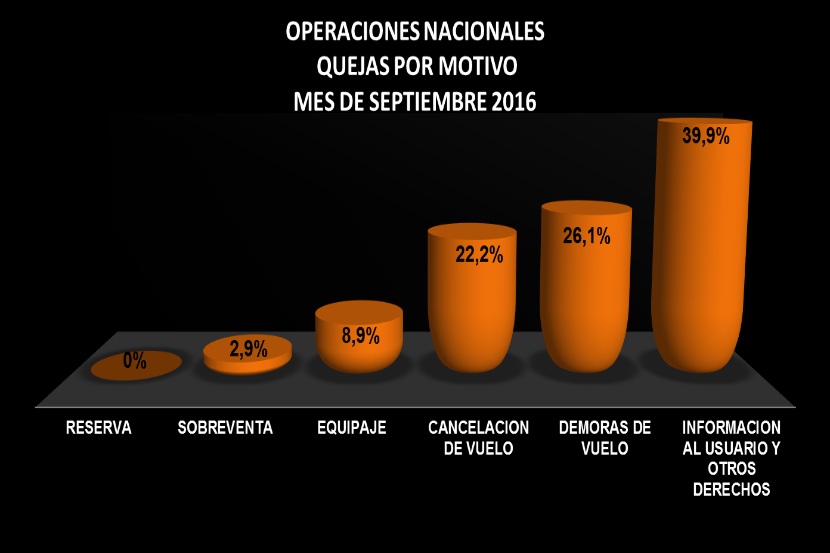 OPERACIONES NACIONALES
QUEJAS POR MOTIVO
MES DE SEPTIEMBRE 2016
0%
2,9%
8,9%
22,2%
26,1%
39,9%
RESERVA
SOBREVENTA
EQUIPAJE
CANCELACION
DE VUELO
DEMORAS DE
VUELO
INFORMACION
AL USUARIO Y
OTROS
DERECHOS